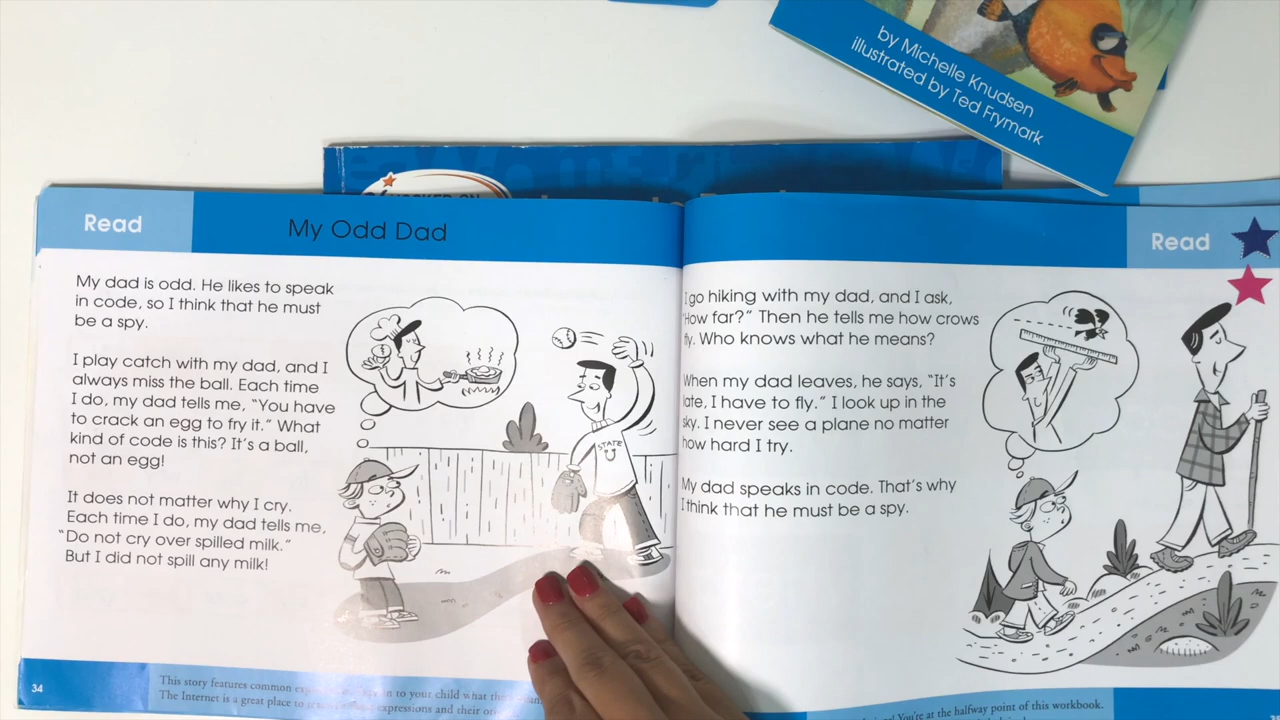 by Michelle Knudsen
illustrated by Ted Frymark
HOOKED ON
Read
My Odd Dad
My dad is odd. He likes to speak
in code, so I think that he must
be a spy.
I play catch with my dad, and I
always miss the ball. Each time
I do, my dad tells me, “You have
to crack an egg to fry it.” What
kind of code is this? It’s a ball,
not an egg!
It does not matter why I cry.
Each time I do, my dad tells me,
“Do not cry over spilled milk.”
But I did not spill any milk!
STATE
U
34
This story features common
to your child what
The Internet is a great place to
expressions and their
Read
I go hiking with my dad, and I ask,
“How far?” Then he tells me how crows
fly. Who knows what he means?
When my dad leaves, he says, “It’s
late, I have to fly.” I look up in the
sky. I never see a plane no matter
how hard I try.
My dad speaks in code. That’s why
I think that he must be a spy.
You’re at the halfway point of this workbook.